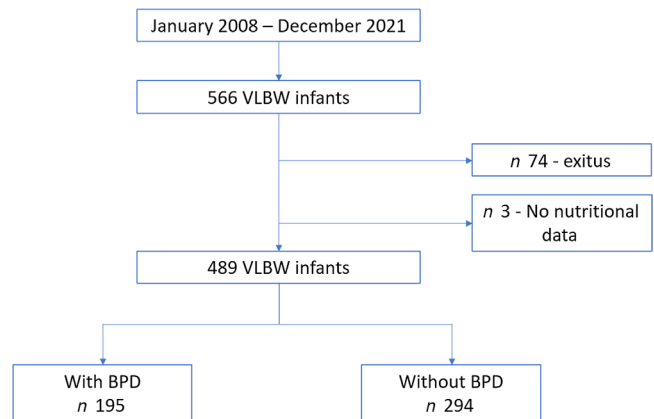 January 2008 – December 2021
566 VLBW infants
n 74 - exitus
n 3 - No nutritional
data
489 VLBW infants
With BPD
n 195
Without BPD
n 294